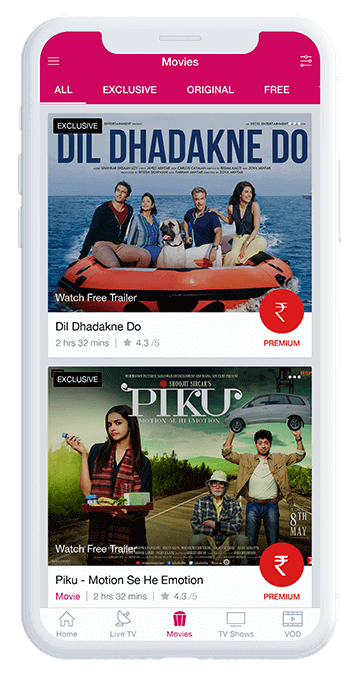 Movies
ALL EXCLUSIVE ORIGINAL FREE
EXCLUSIVE
DIL DHADAKNE DO
Watch Free Trailer
₹
Dil Dhadakne Do
2 hrs 32 mins | ★ 4.3 /5
PREMIUM
EXCLUSIVE
SHOOJIT SIRCAR'S
PIKU
MOTION SE HI EMOTION
8TH
MAY
Watch Free Trailer
₹
Piku - Motion Se He Emotion
Movie | 2 hrs 32 mins | ★ 4.3 /5
PREMIUM
Home Live TV Movies TV Shows VOD